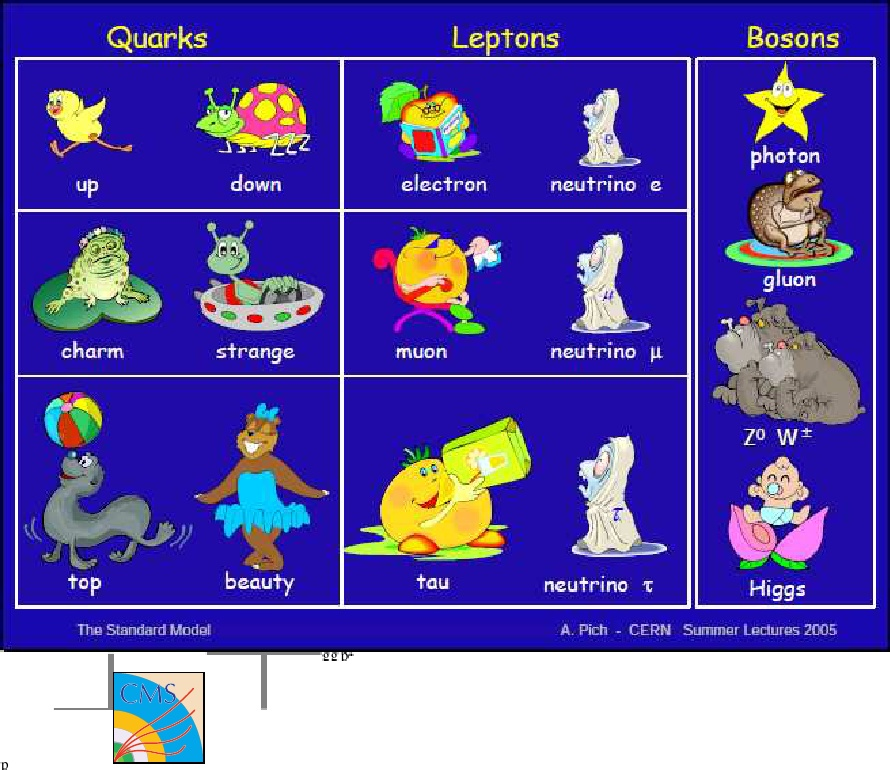 Quarks Leptons Bosons
photon
up down electron neutrino e
gluon
charm strange muon neutrino μ
Z⁰ W±
top beauty tau neutrino τ
Higgs
e
μ
τ
The Standard Model A. Pich - CERN Summer Lectures 2005
CMS